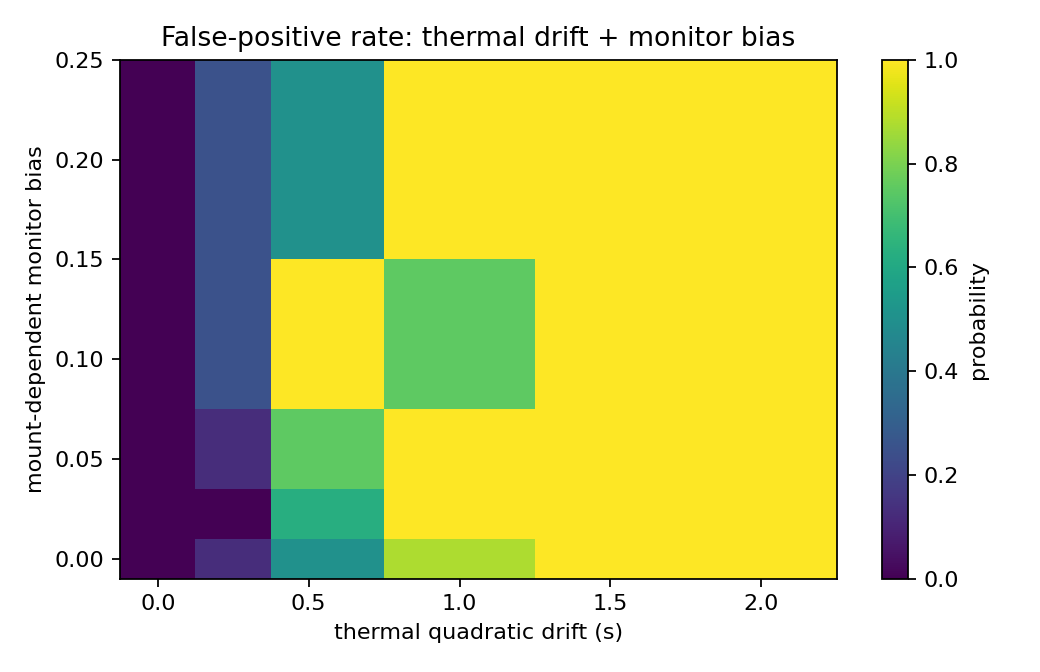 False-positive rate: thermal drift + monitor bias
mount-dependent monitor bias
0.25
0.20
0.15
0.10
0.05
0.00
0.0 0.5 1.0 1.5 2.0
thermal quadratic drift (s)
1.0
0.8
0.6
0.4
0.2
0.0
probability